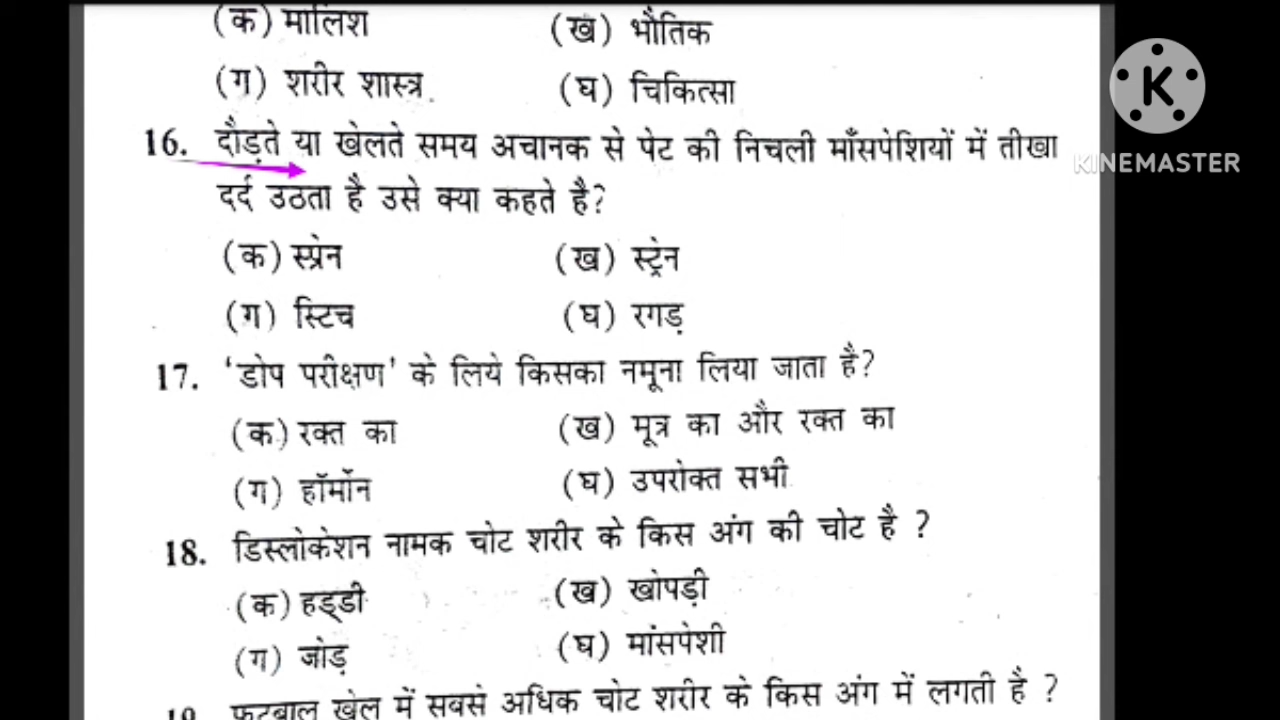 (क) मालिश (ख) भौतिक
(ग) शरीर शास्त्र (घ) चिकित्सा
16. दौड़ते या खेलते समय अचानक से पेट की निचली माँसपेशियों में तीखा
दर्द उठता है उसे क्या कहते है?
(क) स्प्रेन (ख) स्ट्रेन
(ग) स्टिच (घ) रगड़
17. 'डोप परीक्षण' के लिये किसका नमूना लिया जाता है?
(क) रक्त का (ख) मूत्र का और रक्त का
(ग) हॉर्मोन (घ) उपरोक्त सभी
18. डिस्लोकेशन नामक चोट शरीर के किस अंग की चोट है ?
(क) हड्डी (ख) खोपड़ी
(ग) जोड़ (घ) मांसपेशी
19. फुटबाल खेल में सबसे अधिक चोट शरीर के किस अंग में लगती है ?
K
KINEMASTER